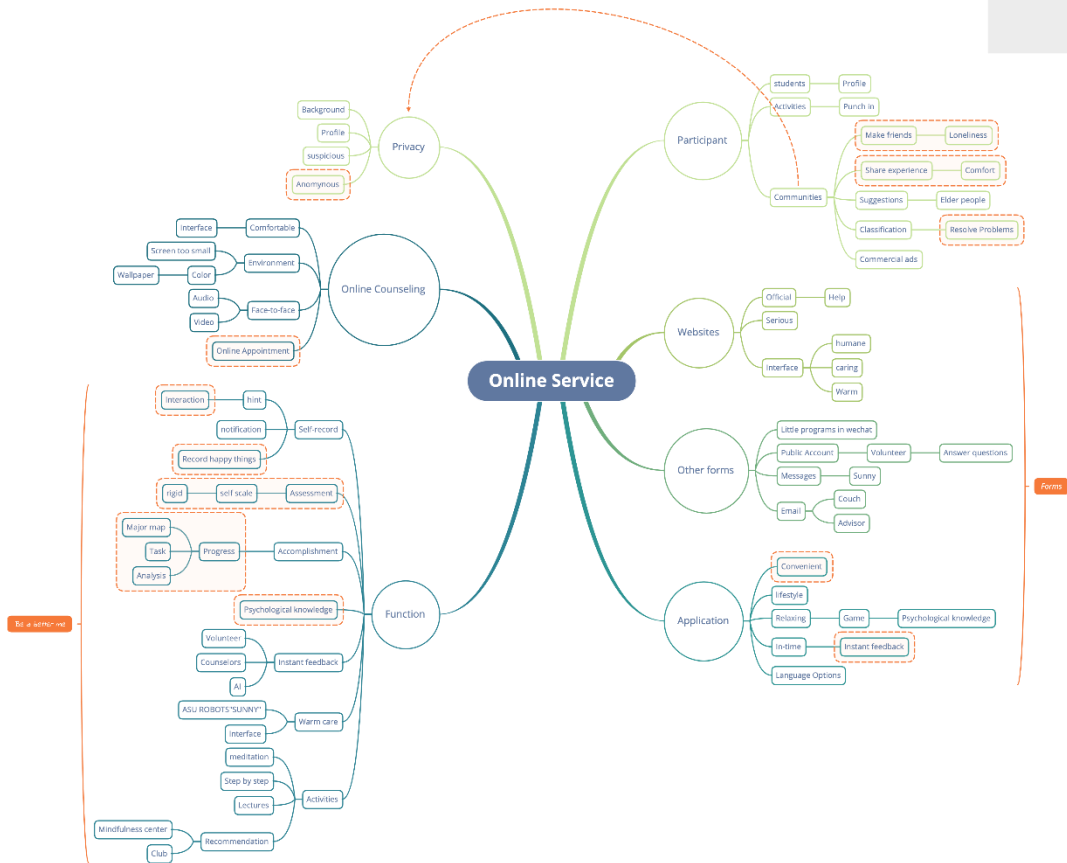 Online Service
Privacy
Background
Profile
suspicious
Anomynous
Online Counseling
Comfortable
Interface
Environment
Screen too small
Color
Wallpaper
Face-to-face
Audio
Video
Online Appointment
Function
Self-record
hint
Interaction
notification
Record happy things
Assessment
self scale
rigid
Accomplishment
Progress
Major map
Task
Analysis
Psychological knowledge
Instant feedback
Volunteer
Counselors
AI
Warm care
ASU ROBOTS"SUNNY"
Interface
Activities
meditation
Step by step
Lectures
Recommendation
Mindfulness center
Club
Be a better me
Participant
students
Profile
Activities
Punch in
Communities
Make friends
Loneliness
Share experience
Comfort
Suggestions
Elder people
Classification
Resolve Problems
Commercial ads
Websites
Official
Help
Serious
Interface
humane
caring
Warm
Other forms
Little programs in wechat
Public Account
Volunteer
Answer questions
Messages
Sunny
Email
Couch
Advisor
Application
Convenient
lifestyle
Relaxing
Game
Psychological knowledge
In-time
Instant feedback
Language Options
Forms